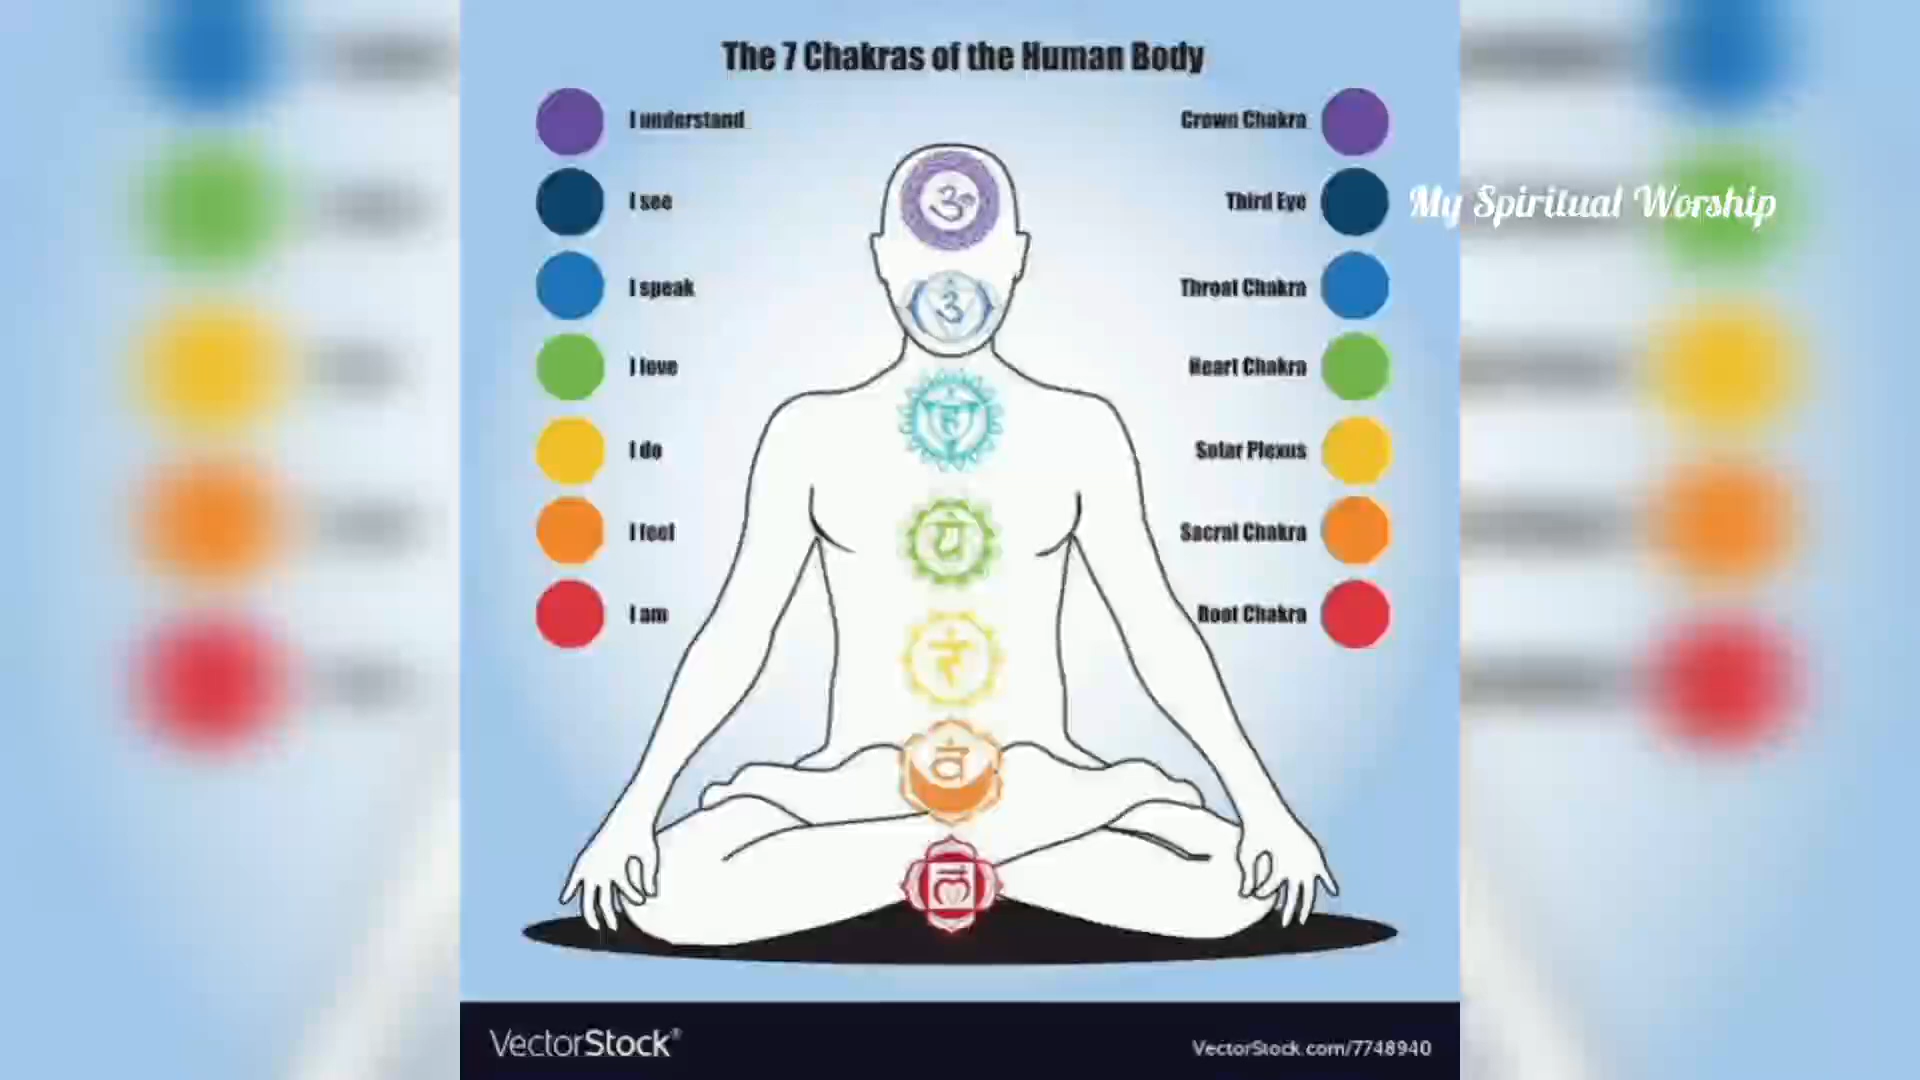 The 7 Chakras of the Human Body
I understand
Crown Chakra
I see
Third Eye
My Spiritual Worship
I speak
Throat Chakra
I love
Heart Chakra
I do
Solar Plexus
I feel
Sacral Chakra
I am
Root Chakra
ॐ
ॐ
हं
यं
रं
वं
लं
VectorStock®
VectorStock.com/7748940